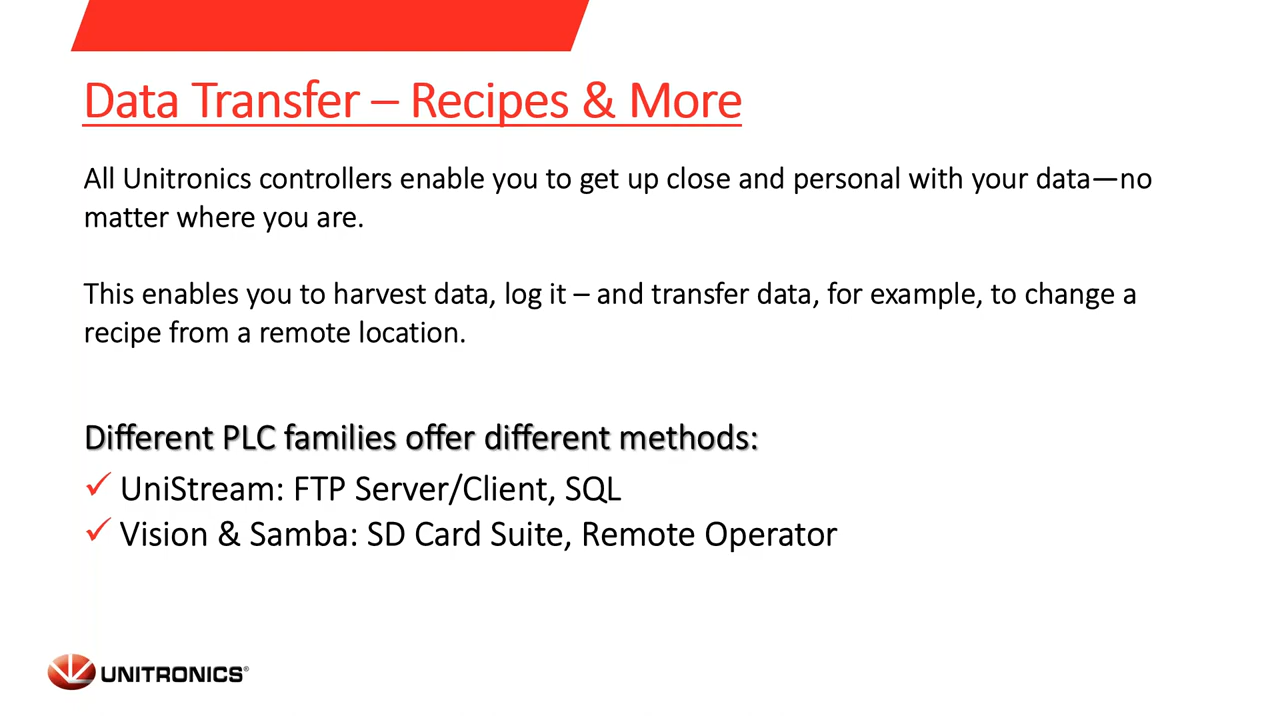 Data Transfer – Recipes & More
All Unitronics controllers enable you to get up close and personal with your data—no
matter where you are.
This enables you to harvest data, log it – and transfer data, for example, to change a
recipe from a remote location.
Different PLC families offer different methods:
✓ UniStream: FTP Server/Client, SQL
✓ Vision & Samba: SD Card Suite, Remote Operator
UNITRONICS®